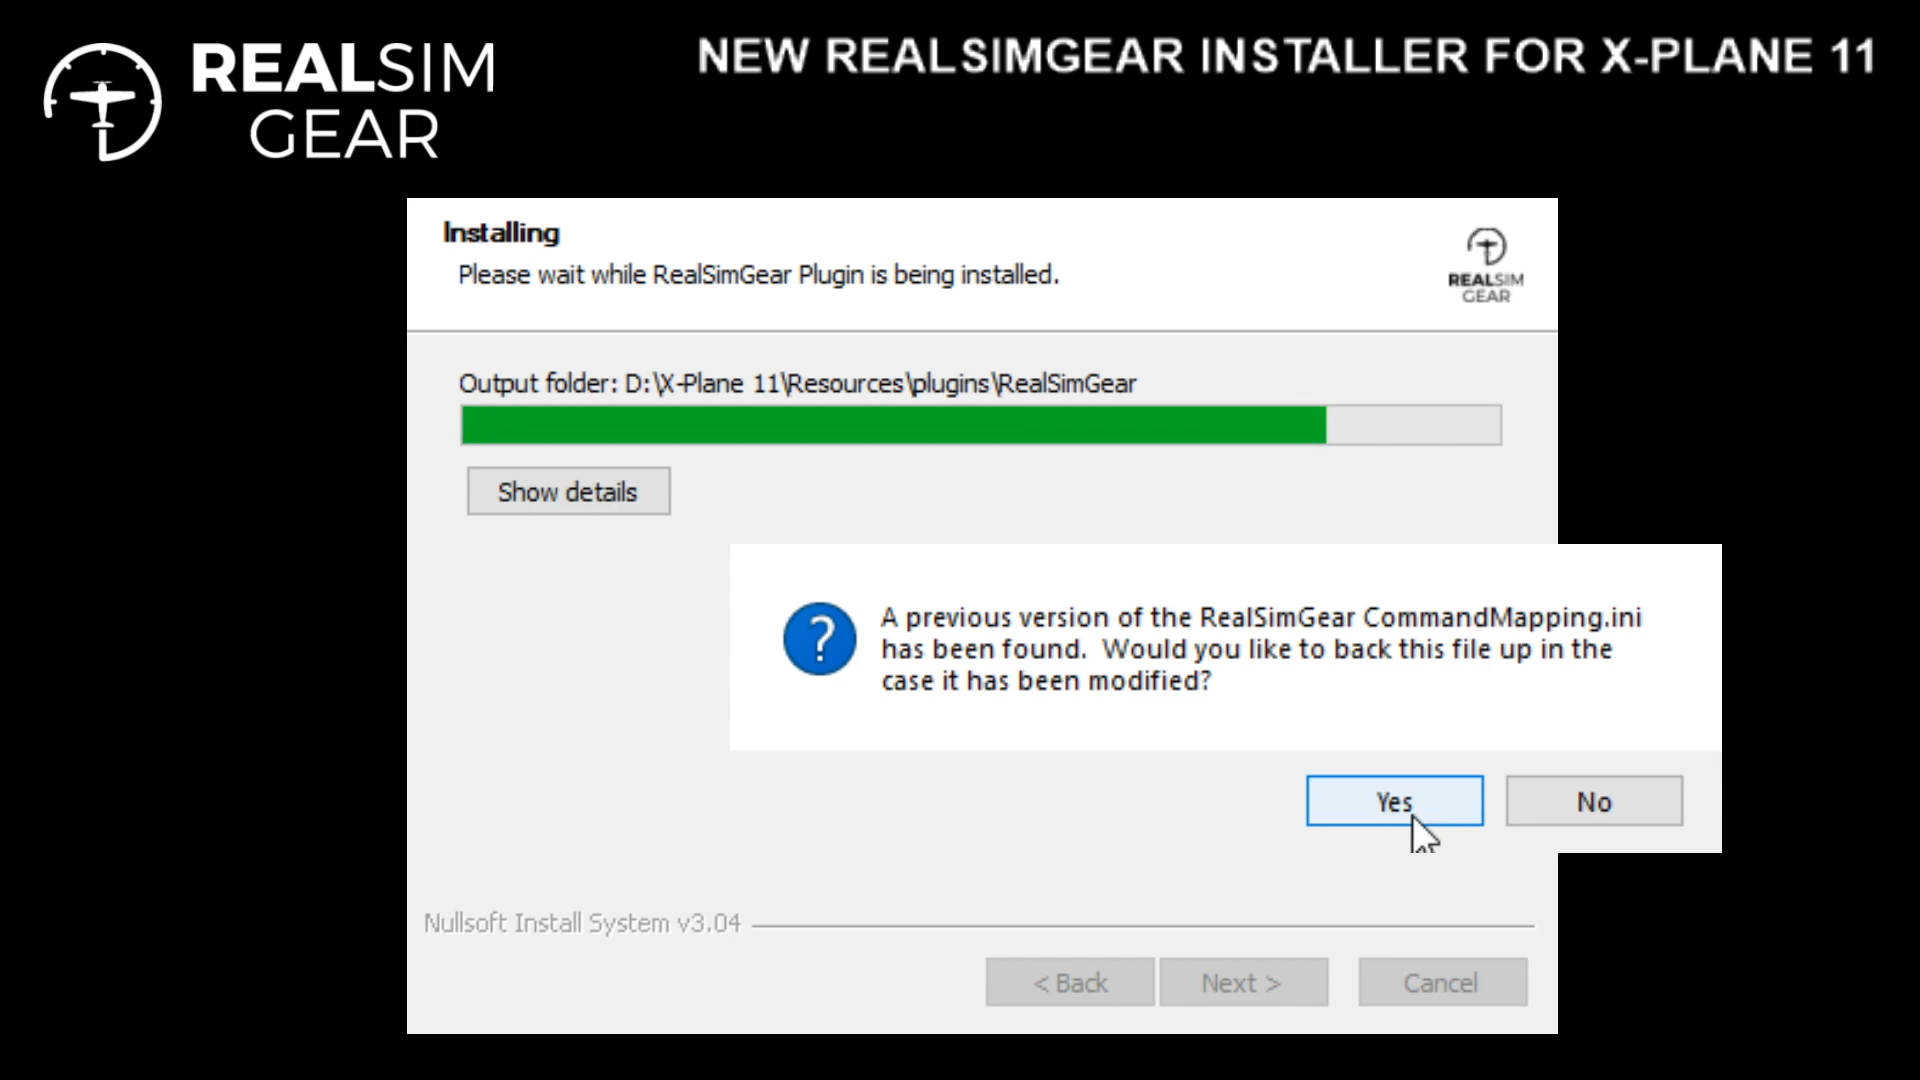 REALSIM
GEAR
NEW REALSIMGEAR INSTALLER FOR X-PLANE 11
Installing
Please wait while RealSimGear Plugin is being installed.
REALSIM
GEAR
Output folder: D:\X-Plane 11\Resources\plugins\RealSimGear
Show details
?
A previous version of the RealSimGear CommandMapping.ini
has been found.  Would you like to back this file up in the
case it has been modified?
Yes
No
Nullsoft Install System v3.04
< Back
Next >
Cancel